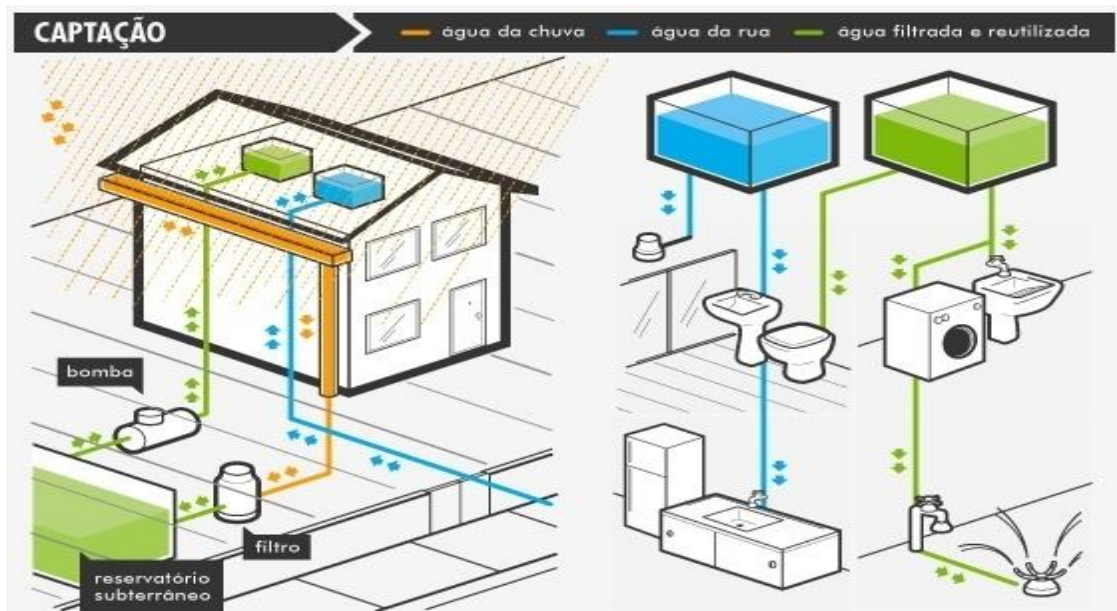 CAPTAÇÃO
água da chuva
água da rua
água filtrada e reutilizada
bomba
filtro
reservatório
subterrâneo